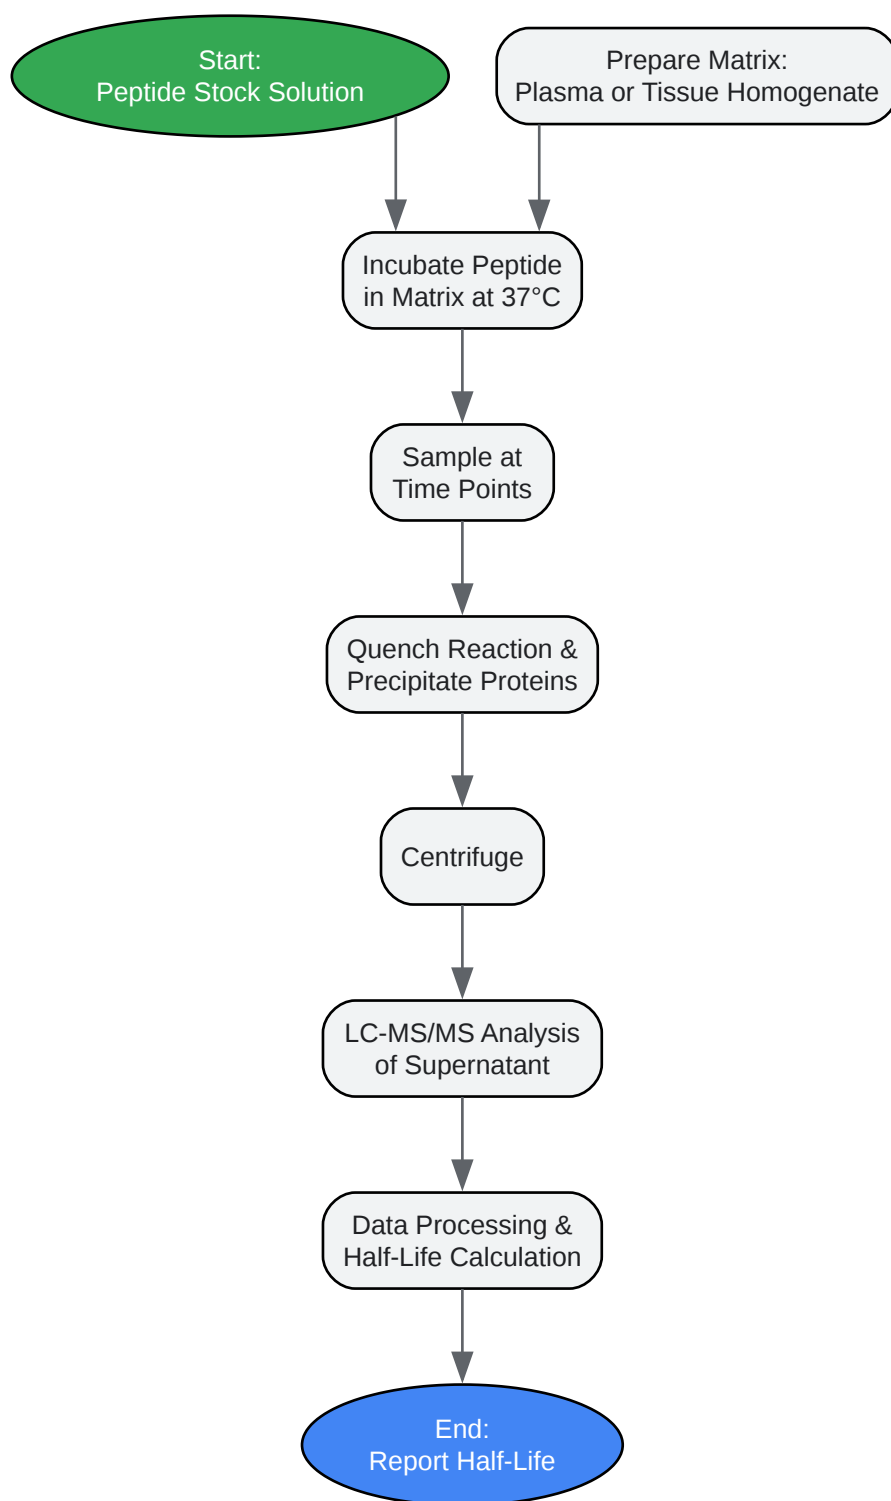 Start:
Peptide Stock Solution
Prepare Matrix:
Plasma or Tissue Homogenate
Incubate Peptide
in Matrix at 37°C
Sample at
Time Points
Quench Reaction &
Precipitate Proteins
Centrifuge
LC-MS/MS Analysis
of Supernatant
Data Processing &
Half-Life Calculation
End:
Report Half-Life